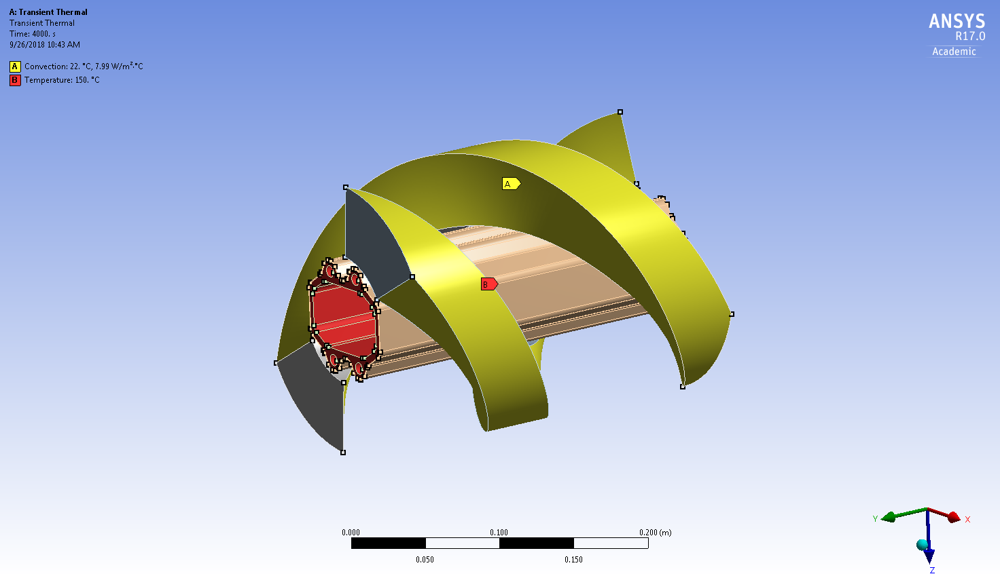 A: Transient Thermal
Transient Thermal
Time: 4000. s
9/26/2018 10:43 AM
A Convection: 22. °C, 7.99 W/m²·°C
B Temperature: 150. °C
ANSYS
R17.0
Academic
A
B
Y
X
Z
0.000 0.100 0.200 (m)
0.050 0.150